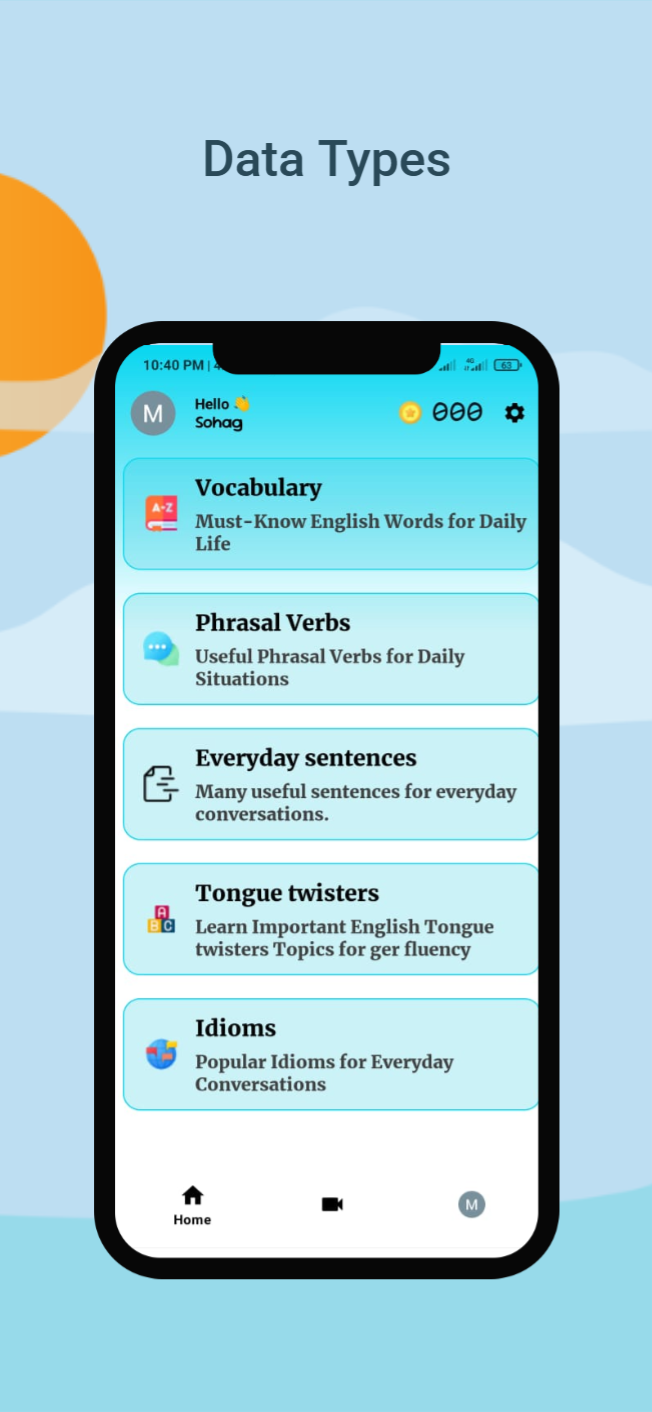 Data Types
10:40 PM | 4
4G
63
M
Hello 👋
Sohag
000
A-Z
Vocabulary
Must-Know English Words for Daily
Life
Phrasal Verbs
Useful Phrasal Verbs for Daily
Situations
Everyday sentences
Many useful sentences for everyday
conversations.
A
B C
Tongue twisters
Learn Important English Tongue
twisters Topics for ger fluency
Idioms
Popular Idioms for Everyday
Conversations
Home
M